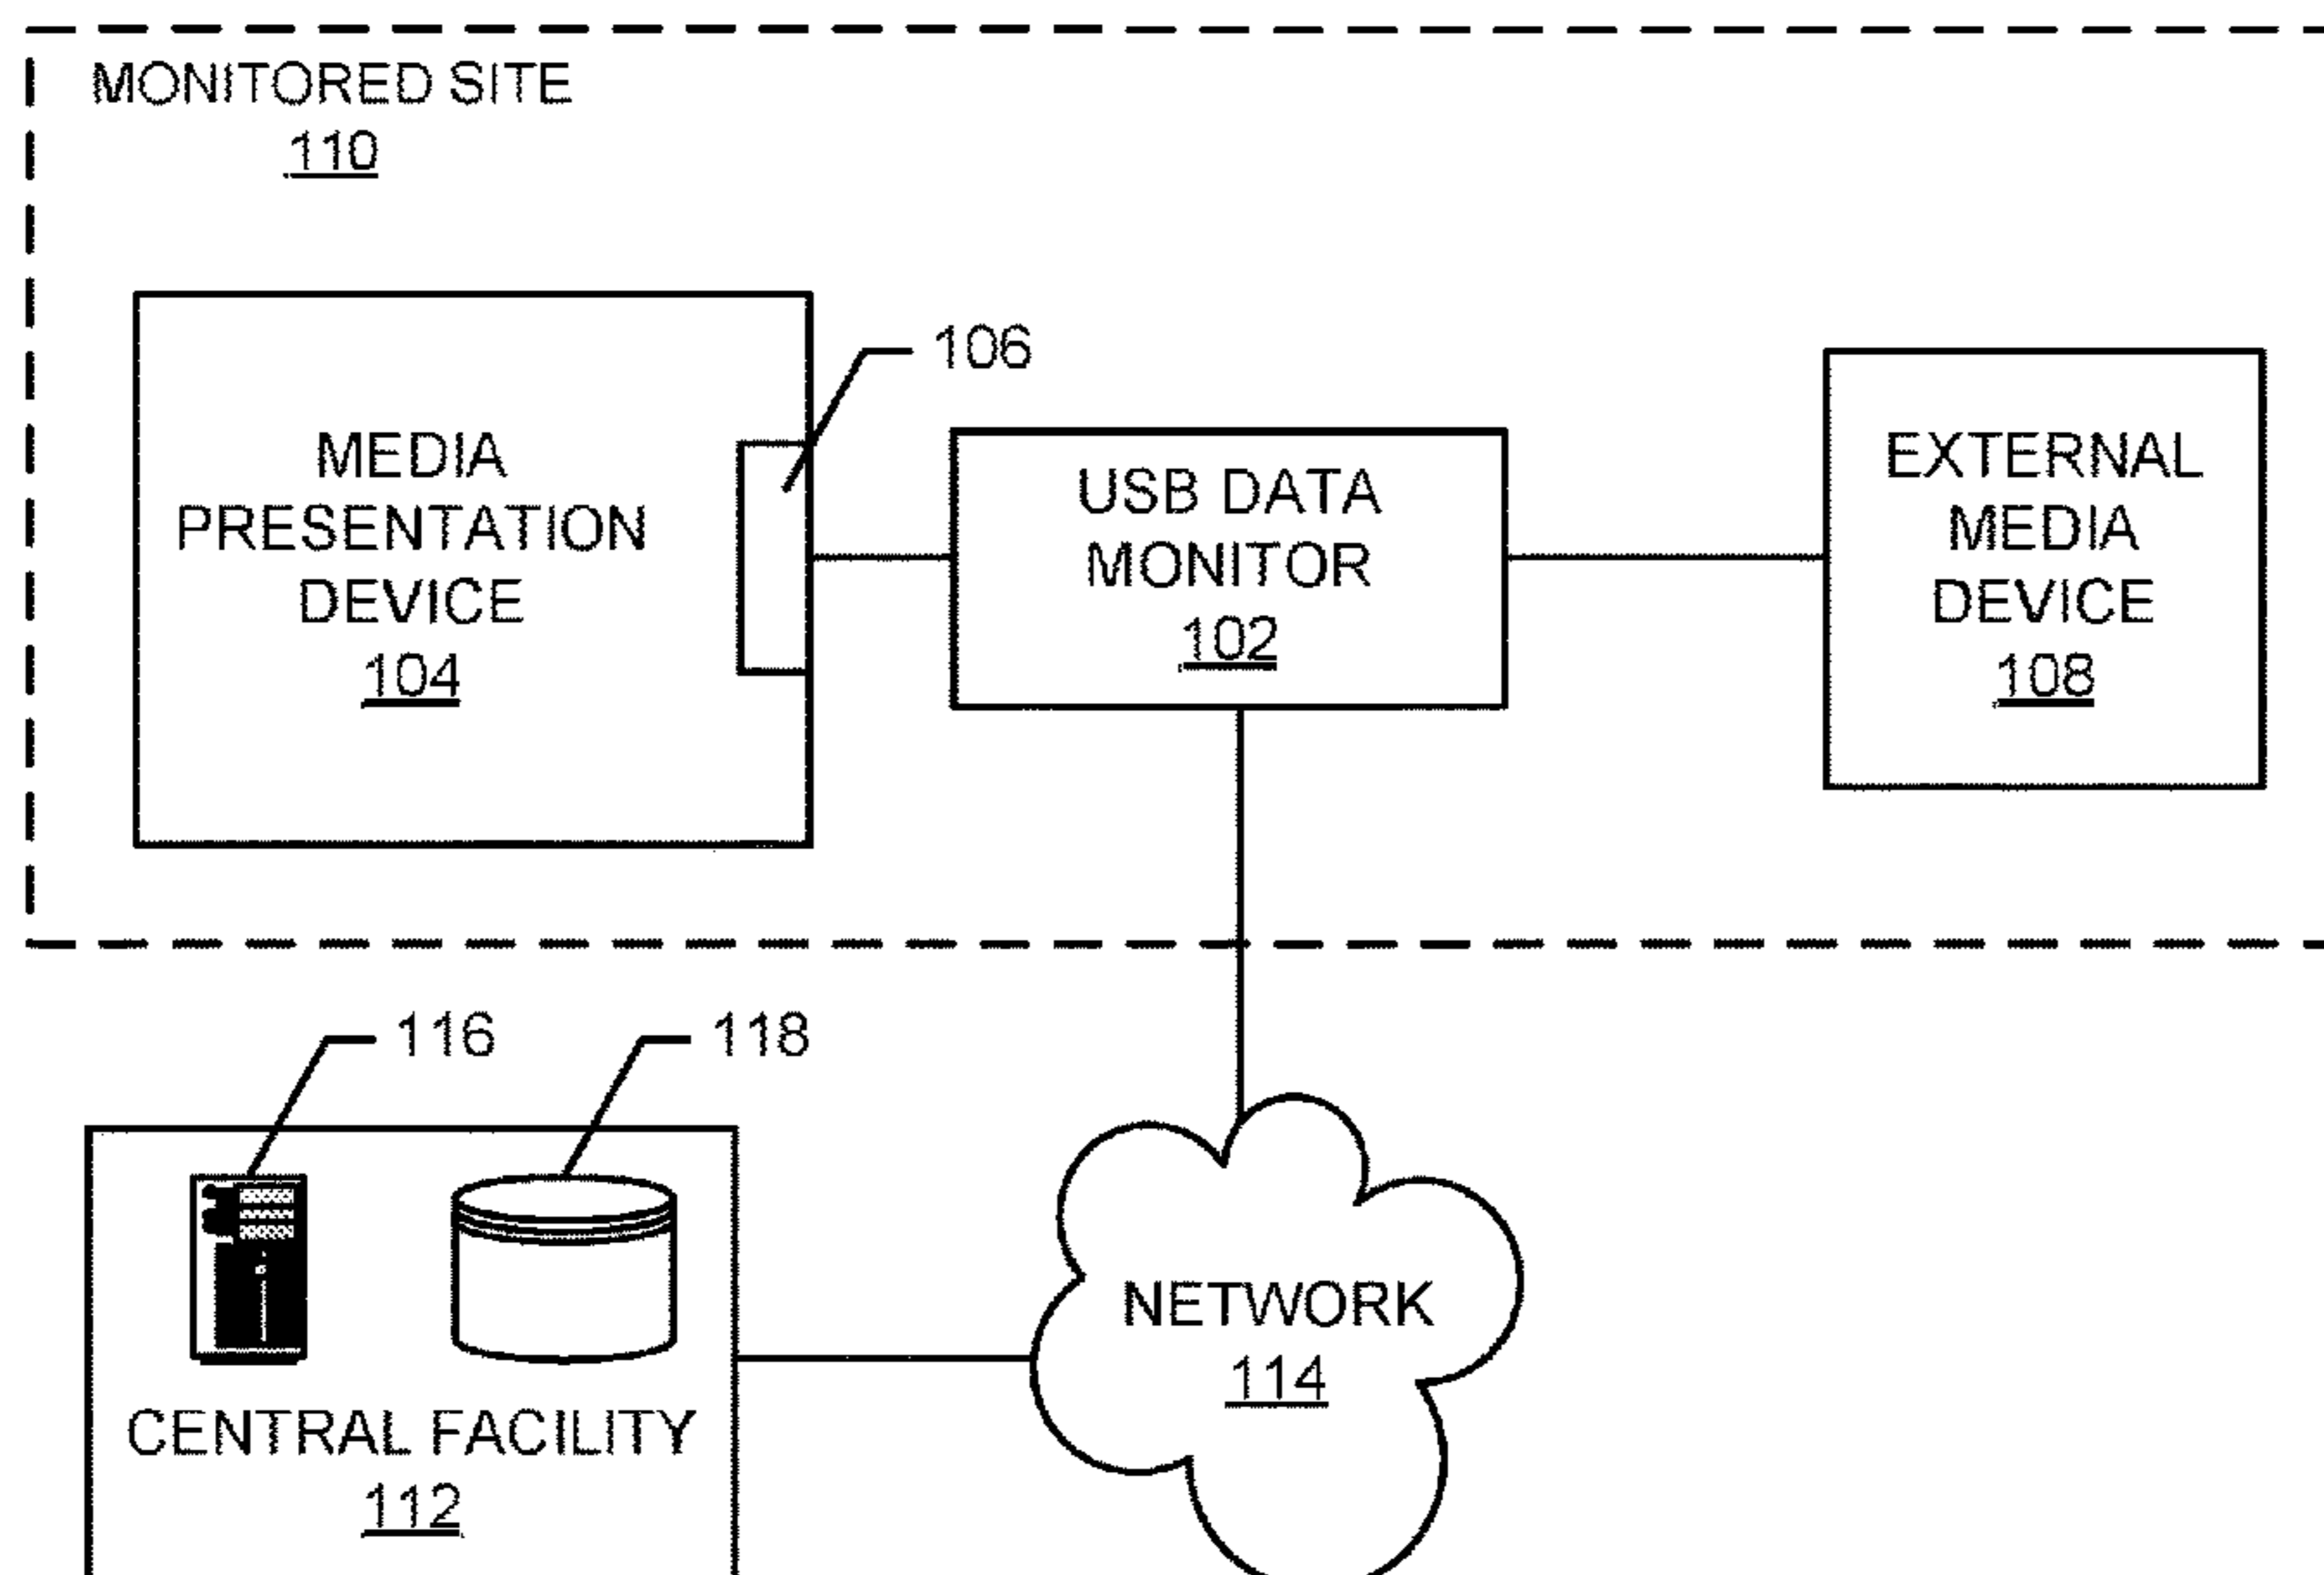 MONITORED SITE
110
106
MEDIA
PRESENTATION
DEVICE
104
USB DATA
MONITOR
102
EXTERNAL
MEDIA
DEVICE
108
116
118
CENTRAL FACILITY
112
NETWORK
114